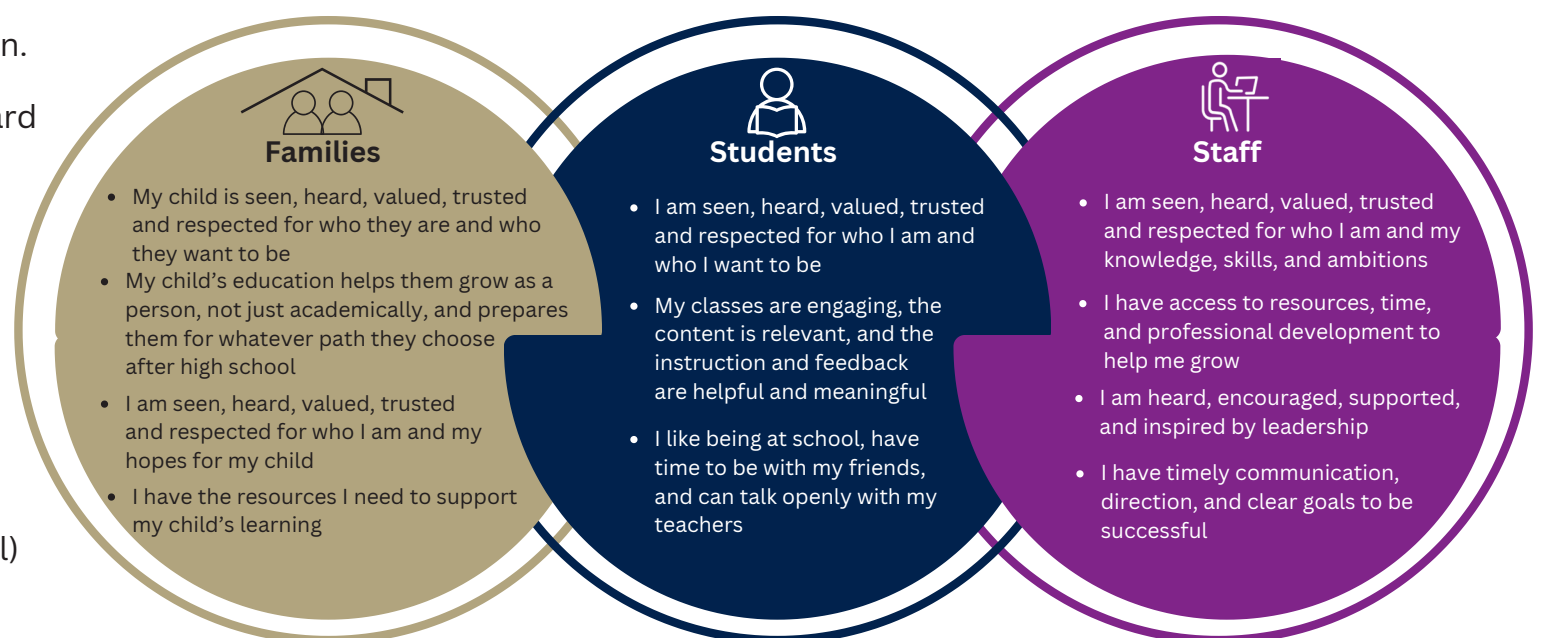 n.
ard
l)
Families
• My child is seen, heard, valued, trusted
and respected for who they are and who
they want to be
• My child’s education helps them grow as a
person, not just academically, and prepares
them for whatever path they choose
after high school
• I am seen, heard, valued, trusted
and respected for who I am and my
hopes for my child
• I have the resources I need to support
my child’s learning
Students
• I am seen, heard, valued, trusted
and respected for who I am and
who I want to be
• My classes are engaging, the
content is relevant, and the
instruction and feedback
are helpful and meaningful
• I like being at school, have
time to be with my friends,
and can talk openly with my
teachers
Staff
• I am seen, heard, valued, trusted
and respected for who I am and my
knowledge, skills, and ambitions
• I have access to resources, time,
and professional development to
help me grow
• I am heard, encouraged, supported,
and inspired by leadership
• I have timely communication,
direction, and clear goals to be
successful